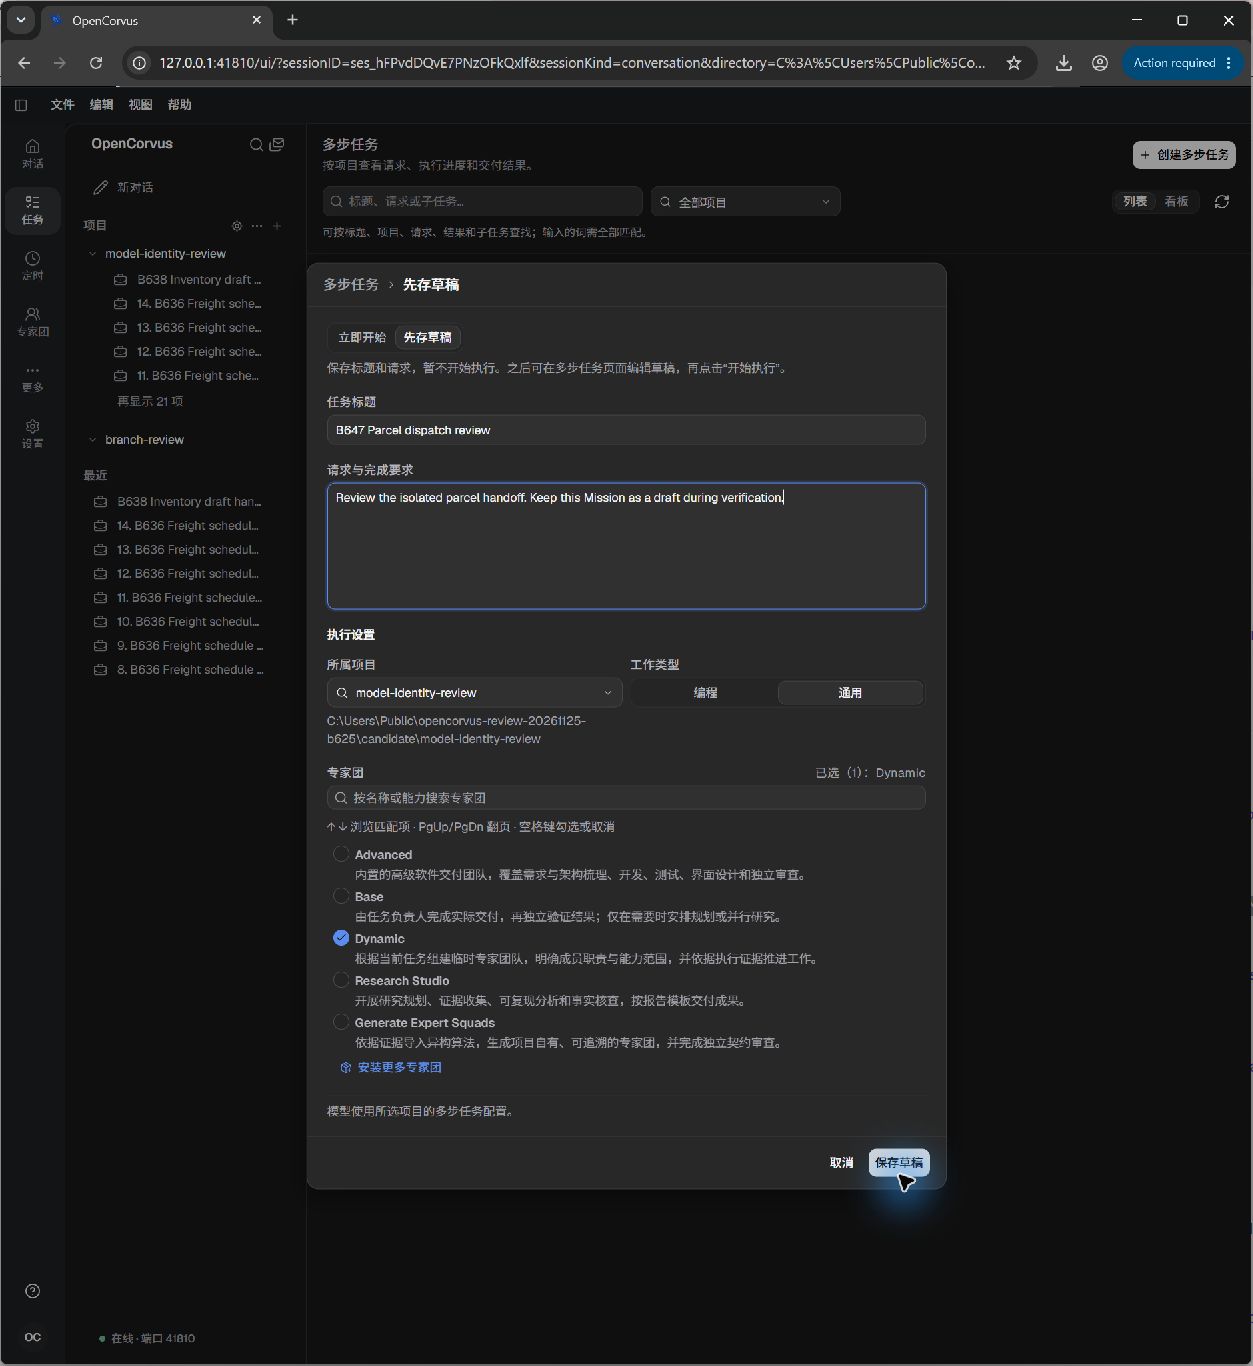 OpenCorvus
127.0.0.1:41810/ui/?sessionID=ses_hFPvdDQvE7PNzOFkQxIf&sessionKind=conversation&directory=C%3A%5CUsers%5CPublic%5Co...
Action required
文件 编辑 视图 帮助
对话
任务
定时
专家团
更多
设置
OC
OpenCorvus
新对话
项目
model-identity-review
B638 Inventory draft ...
14. B636 Freight sche...
13. B636 Freight sche...
12. B636 Freight sche...
11. B636 Freight sche...
再显示 21 项
branch-review
最近
B638 Inventory draft han...
14. B636 Freight schedul...
13. B636 Freight schedul...
12. B636 Freight schedul...
11. B636 Freight schedule...
10. B636 Freight schedul...
9. B636 Freight schedule ...
8. B636 Freight schedule ...
在线 · 端口 41810
多步任务
按项目查看请求、执行进度和交付结果。
+ 创建多步任务
标题、请求或子任务...
全部项目
列表 看板
可按标题、项目、请求、结果和子任务查找；输入的词需全部匹配。
多步任务 › 先存草稿
立即开始 先存草稿
保存标题和请求，暂不开始执行。之后可在多步任务页面编辑草稿，再点击“开始执行”。
任务标题
B647 Parcel dispatch review
请求与完成要求
Review the isolated parcel handoff. Keep this Mission as a draft during verification.
执行设置
所属项目
工作类型
model-identity-review
编程 通用
C:\Users\Public\opencorvus-review-20261125-
b625\candidate\model-identity-review
专家团
已选（1）：Dynamic
按名称或能力搜索专家团
↑↓ 浏览匹配项 · PgUp/PgDn 翻页 · 空格键勾选或取消
Advanced
内置的高级软件交付团队，覆盖需求与架构梳理、开发、测试、界面设计和独立审查。
Base
由任务负责人完成实际交付，再独立验证结果；仅在需要时安排规划或并行研究。
Dynamic
根据当前任务组建临时专家团队，明确成员职责与能力范围，并依据执行证据推进工作。
Research Studio
开展研究规划、证据收集、可复现分析和事实核查，按报告模板交付成果。
Generate Expert Squads
依据证据导入异构算法，生成项目自有、可追溯的专家团，并完成独立契约审查。
安装更多专家团
模型使用所选项目的多步任务配置。
取消 保存草稿